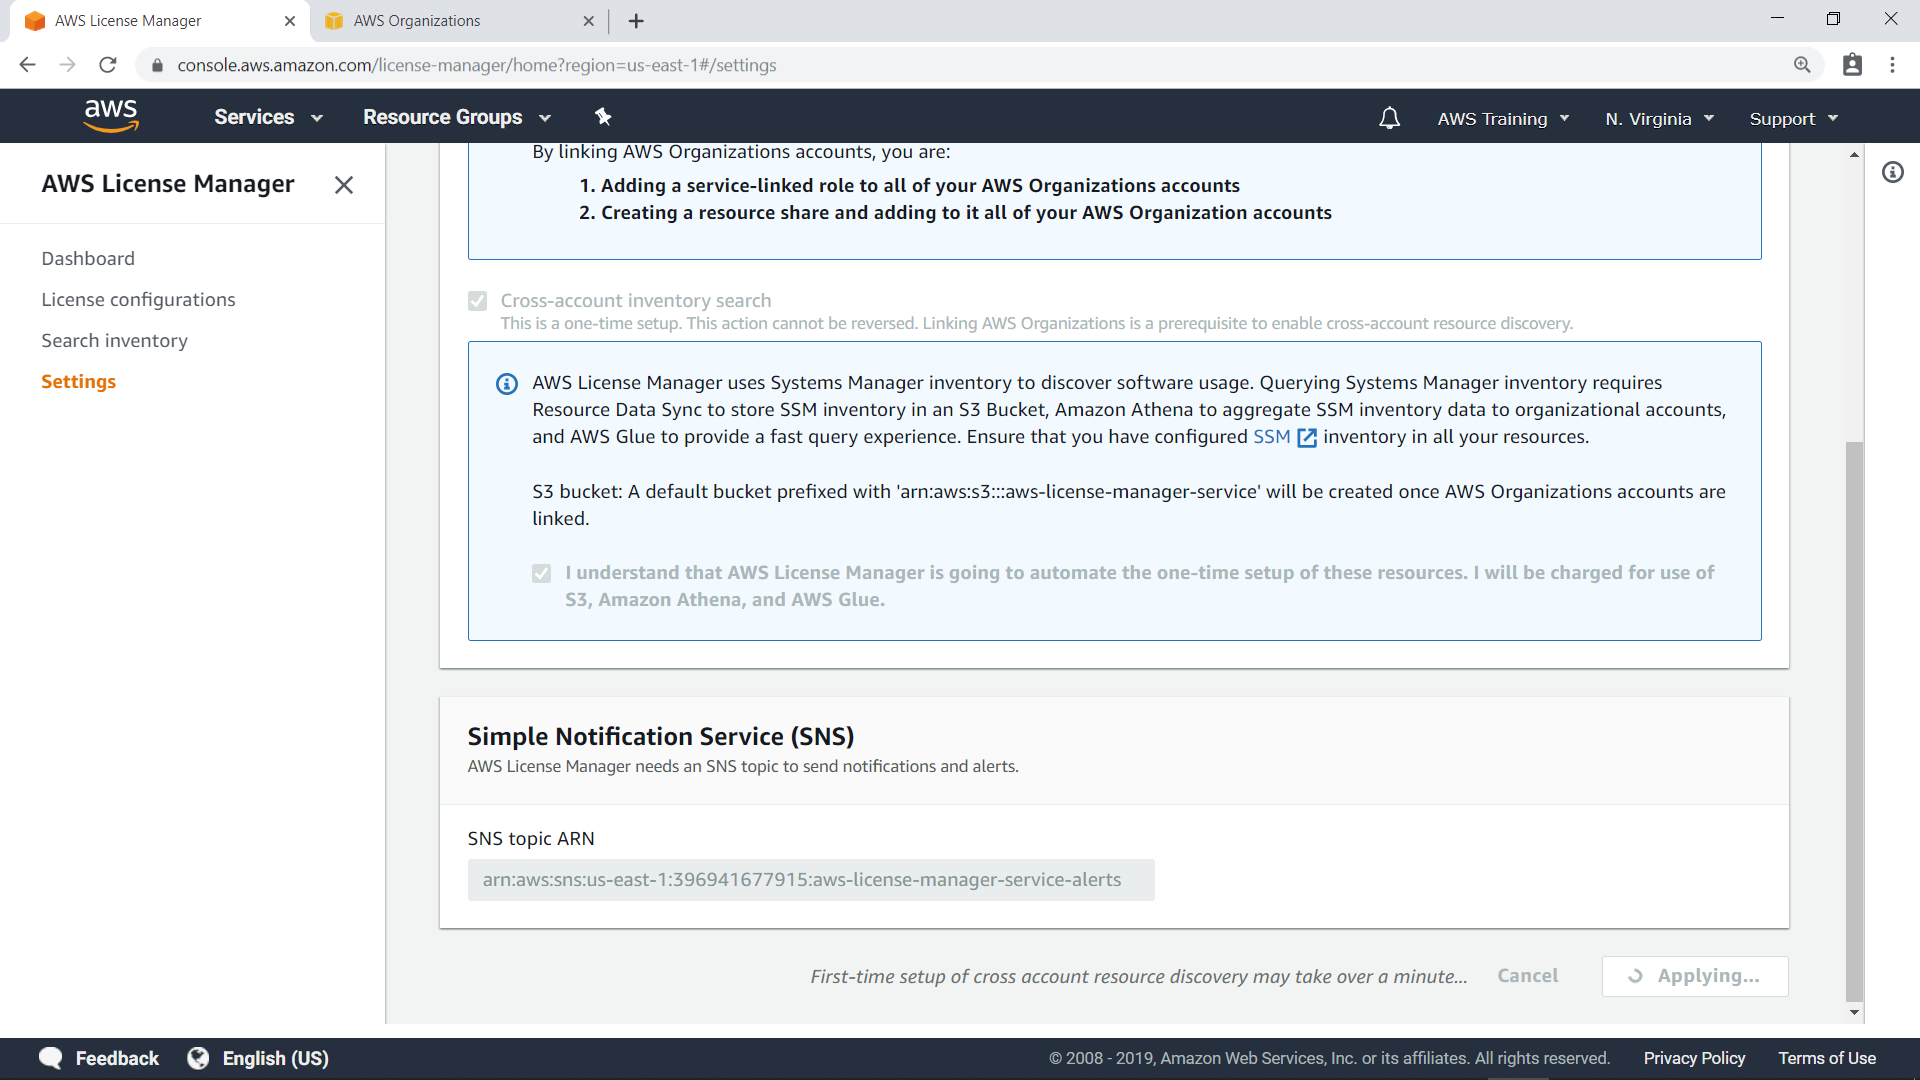 AWS License Manager
AWS Organizations
console.aws.amazon.com/license-manager/home?region=us-east-1#/settings
aws
Services
Resource Groups
AWS Training
N. Virginia
Support
AWS License Manager
Dashboard
License configurations
Search inventory
Settings
By linking AWS Organizations accounts, you are:
1. Adding a service-linked role to all of your AWS Organizations accounts
2. Creating a resource share and adding to it all of your AWS Organization accounts
Cross-account inventory search
This is a one-time setup. This action cannot be reversed. Linking AWS Organizations is a prerequisite to enable cross-account resource discovery.
AWS License Manager uses Systems Manager inventory to discover software usage. Querying Systems Manager inventory requires
Resource Data Sync to store SSM inventory in an S3 Bucket, Amazon Athena to aggregate SSM inventory data to organizational accounts,
and AWS Glue to provide a fast query experience. Ensure that you have configured SSM inventory in all your resources.
S3 bucket: A default bucket prefixed with 'arn:aws:s3:::aws-license-manager-service' will be created once AWS Organizations accounts are
linked.
I understand that AWS License Manager is going to automate the one-time setup of these resources. I will be charged for use of
S3, Amazon Athena, and AWS Glue.
Simple Notification Service (SNS)
AWS License Manager needs an SNS topic to send notifications and alerts.
SNS topic ARN
arn:aws:sns:us-east-1:396941677915:aws-license-manager-service-alerts
First-time setup of cross account resource discovery may take over a minute...
Cancel
Applying...
Feedback
English (US)
© 2008 - 2019, Amazon Web Services, Inc. or its affiliates. All rights reserved.
Privacy Policy
Terms of Use